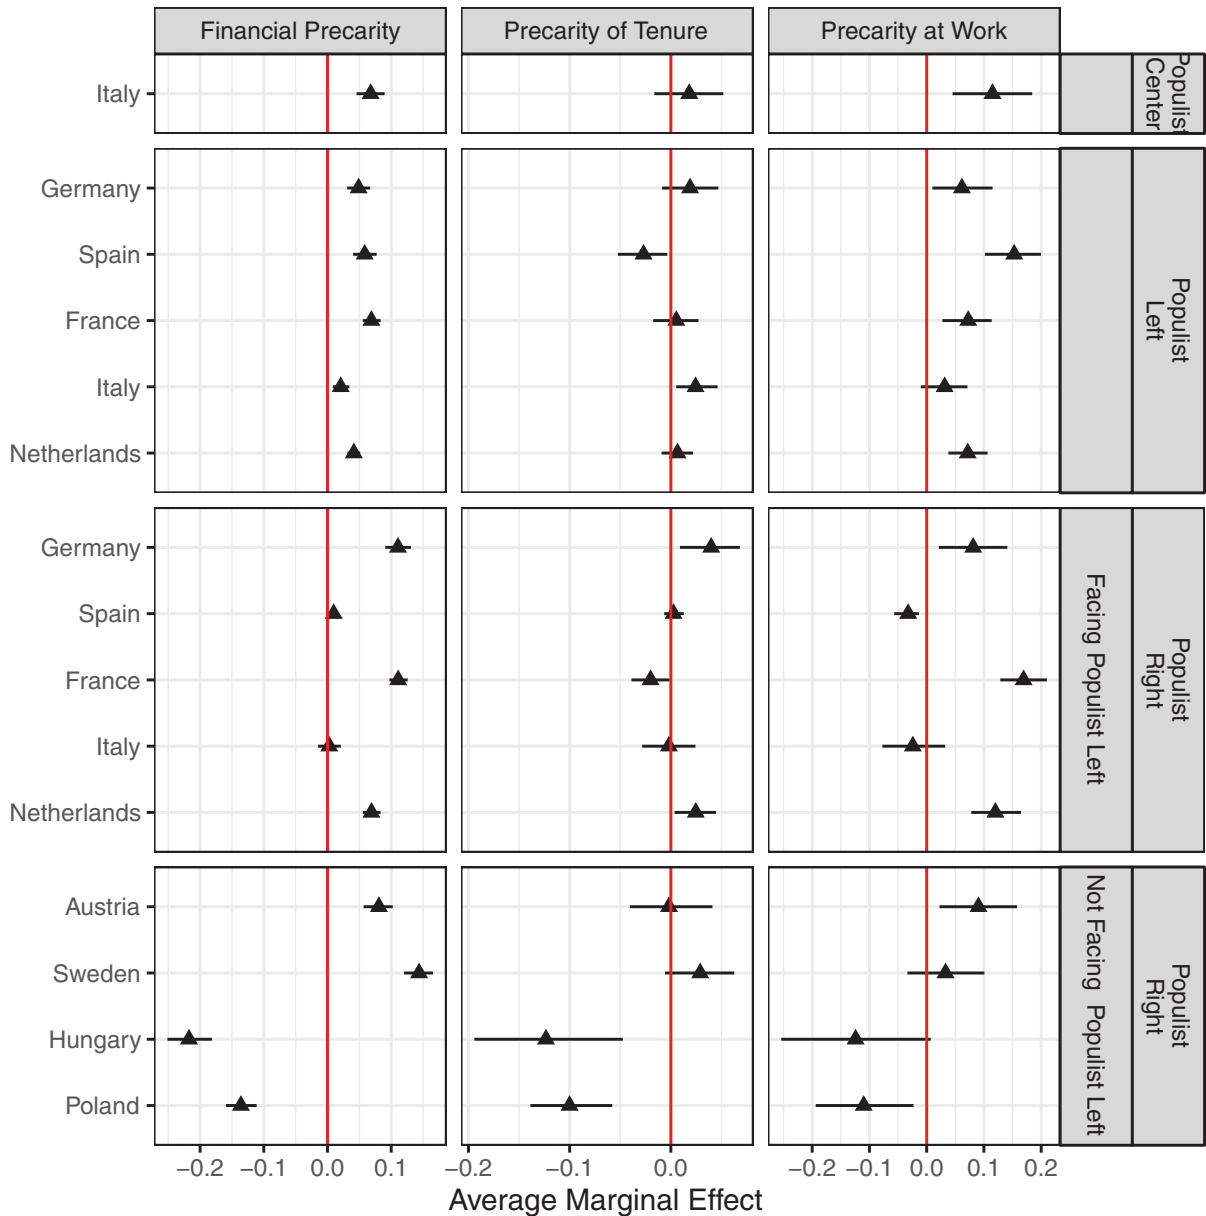 Financial Precarity
Precarity of Tenure
Precarity at Work
Italy
Populist
Center
Germany
Spain
France
Italy
Netherlands
Populist
Left
Germany
Spain
France
Italy
Netherlands
Facing Populist Left
Populist
Right
Austria
Sweden
Hungary
Poland
Not Facing Populist Left
Populist
Right
−0.2 −0.1 0.0 0.1
−0.2 −0.1 0.0
−0.2 −0.1 0.0 0.1 0.2
Average Marginal Effect